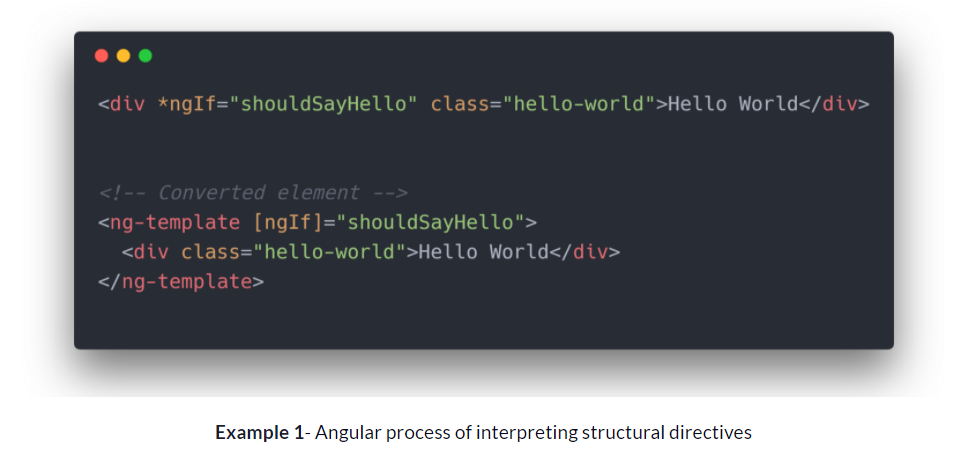 <div *ngIf="shouldSayHello" class="hello-world">Hello World</div>
<!-- Converted element -->
<ng-template [ngIf]="shouldSayHello">
<div class="hello-world">Hello World</div>
</ng-template>
Example 1- Angular process of interpreting structural directives